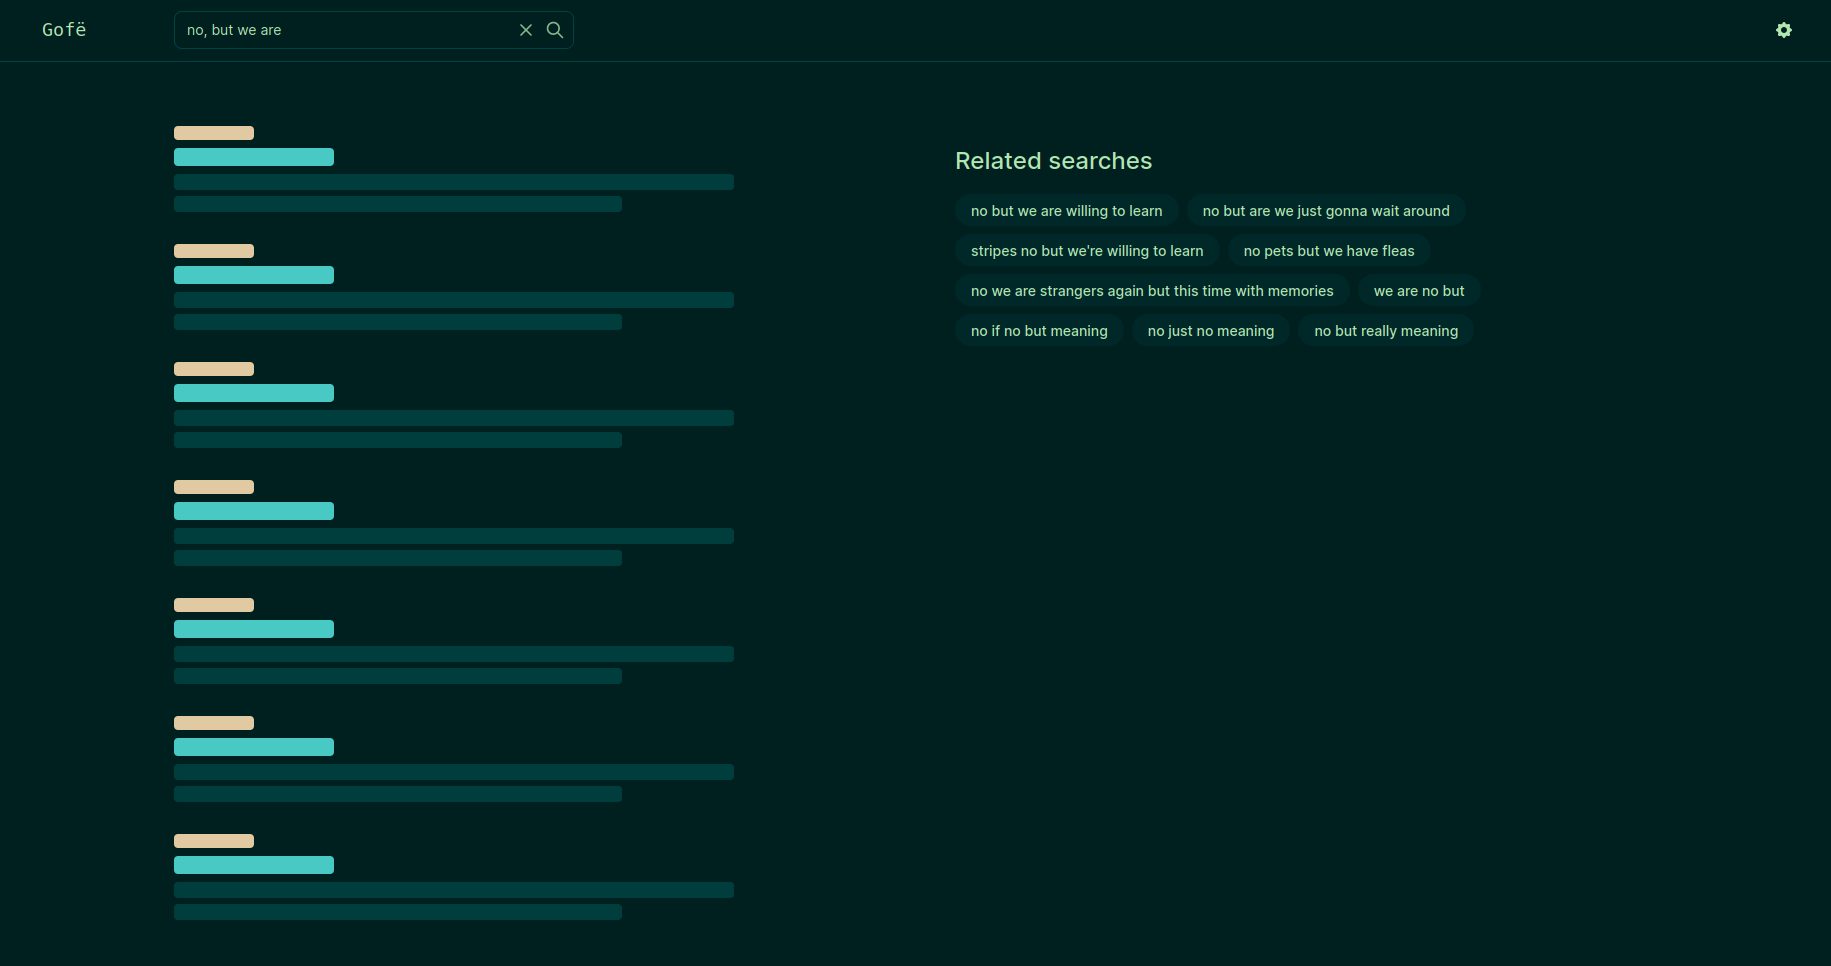 Gofë
no, but we are
Related searches
no but we are willing to learn
no but are we just gonna wait around
stripes no but we're willing to learn
no pets but we have fleas
no we are strangers again but this time with memories
we are no but
no if no but meaning
no just no meaning
no but really meaning